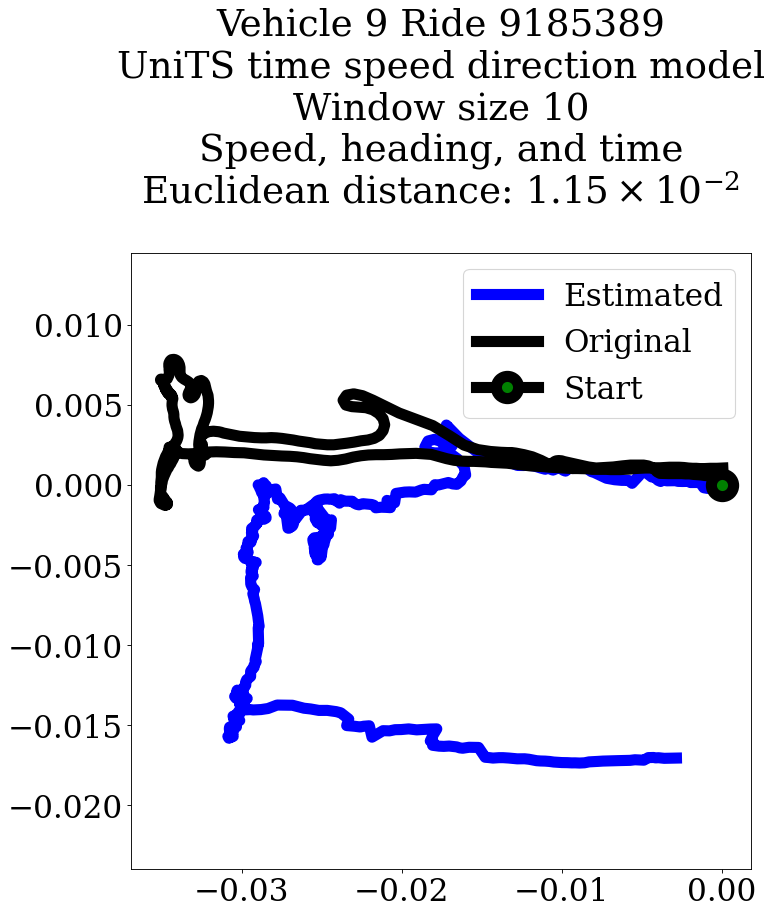 Vehicle 9 Ride 9185389
UniTS time speed direction model
Window size 10
Speed, heading, and time
Euclidean distance: 1.15 × 10⁻²
Estimated
Original
Start
0.010
0.005
0.000
−0.005
−0.010
−0.015
−0.020
−0.03 −0.02 −0.01 0.00